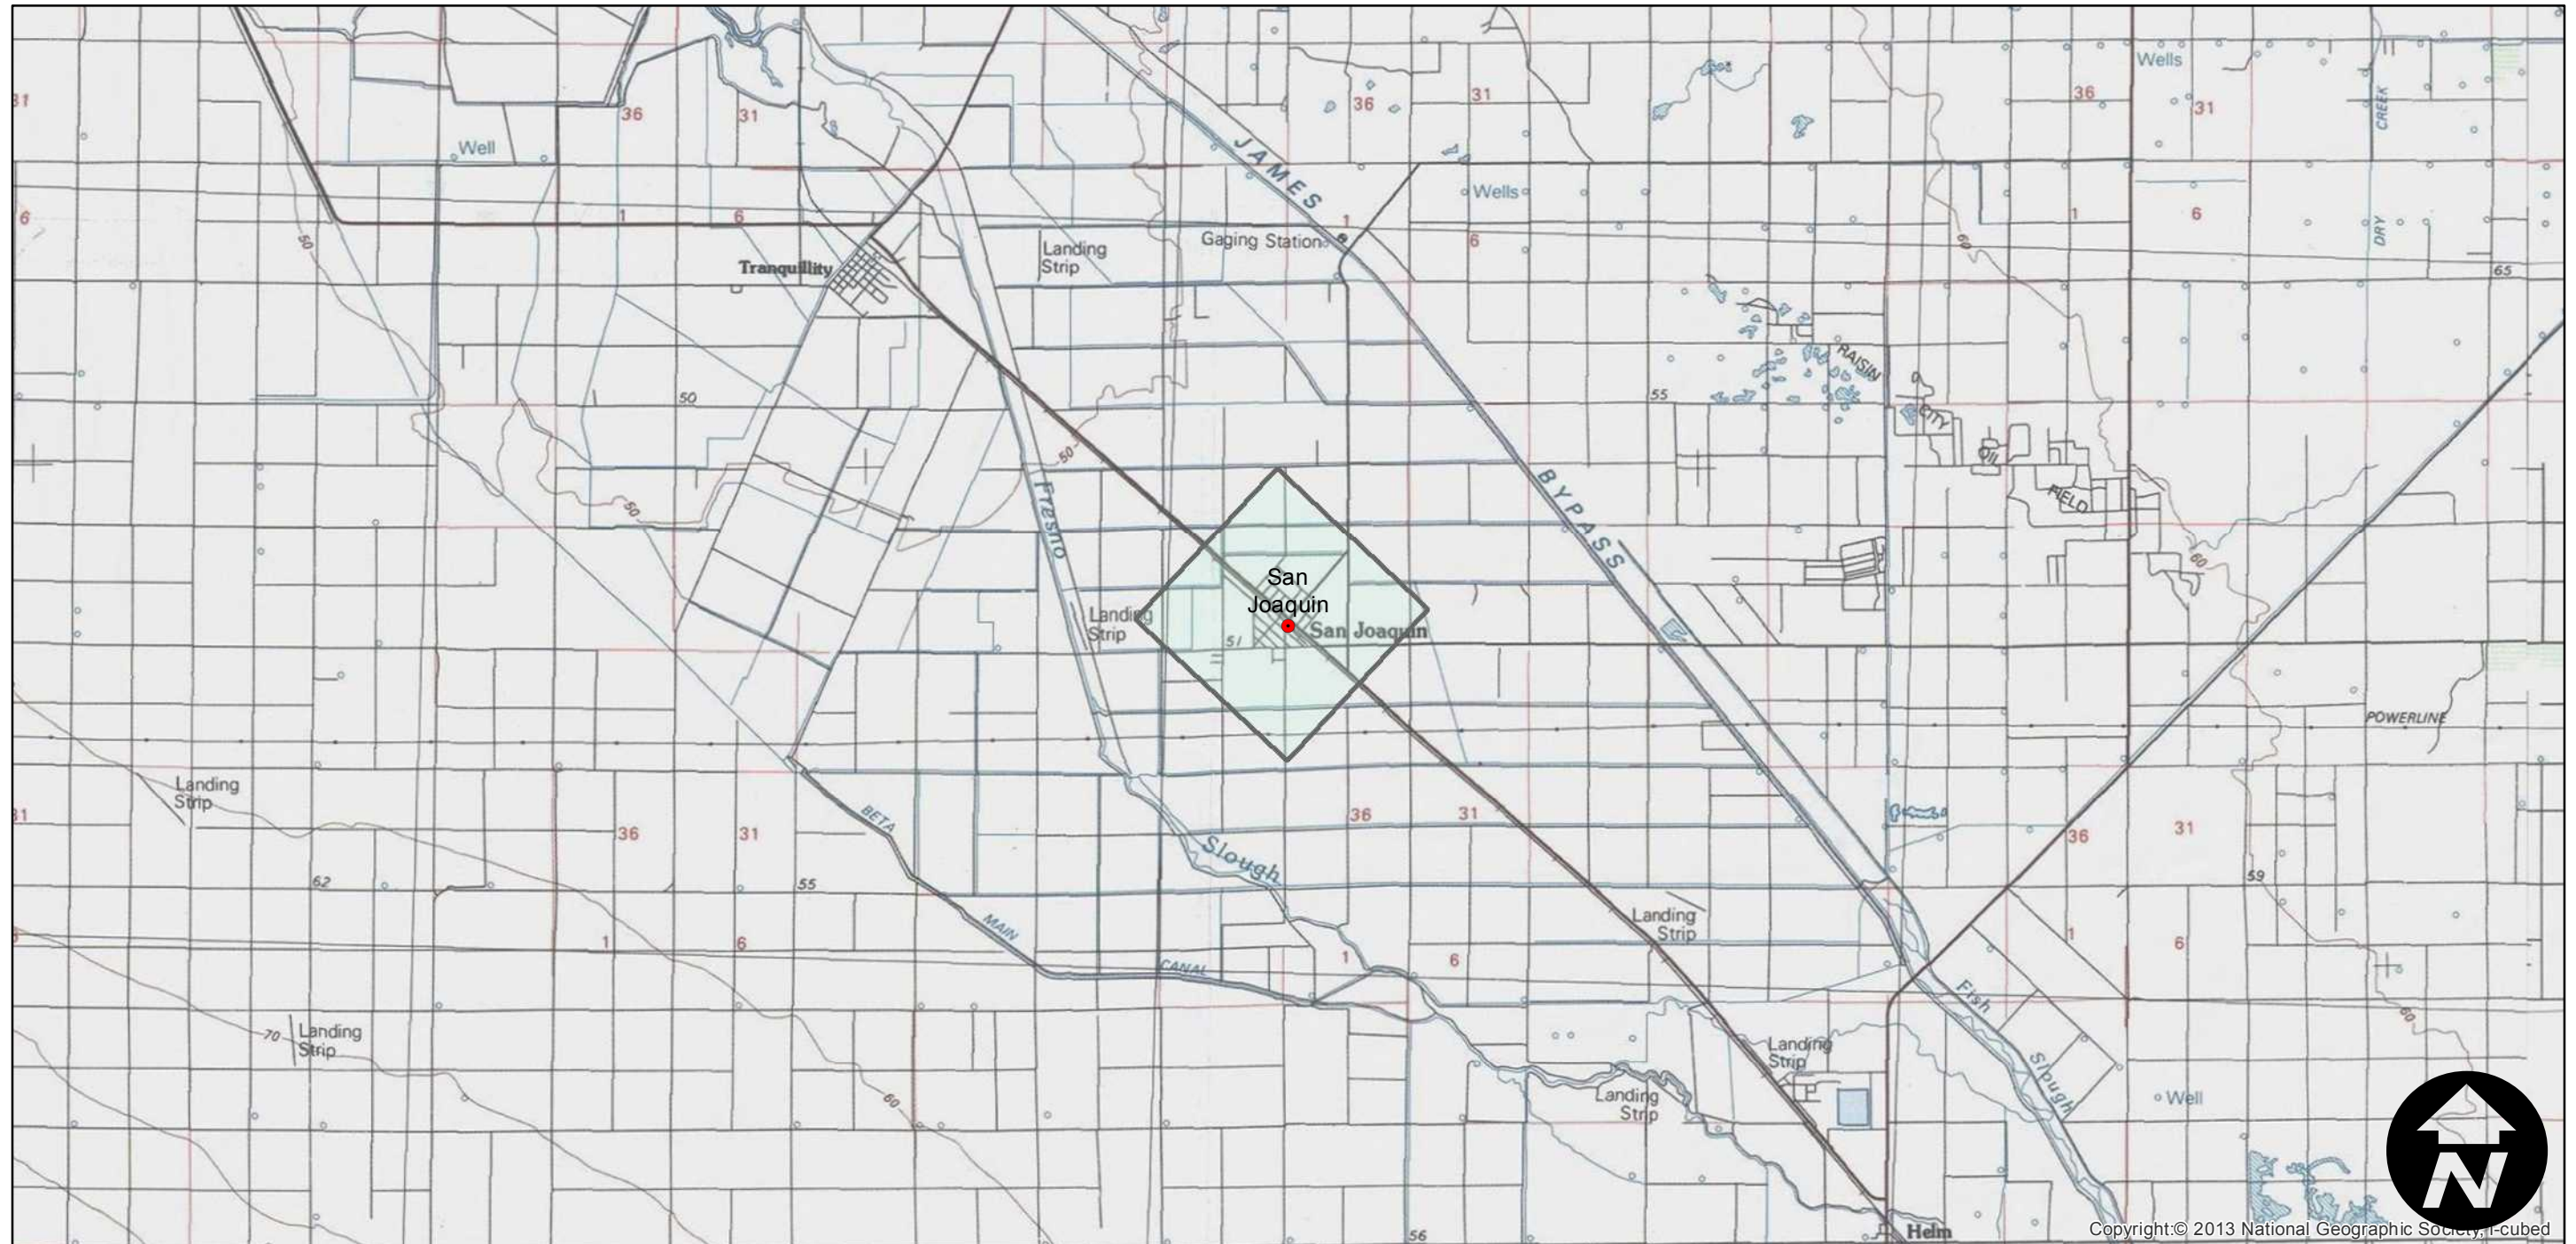 Wells
31
36
31
36
31
36
31
CREEK
Well
JAMES
Wells
6
1
6
1
6
1
6
DRY
Gaging Station
50
Landing
Strip
60
65
Tranquillity
RAISIN
50
55
CITY
50
OIL
FIELD
50
Fresno
BYPASS
60
San
Joaquin
Landing
Strip
51
San Joaquin
POWERLINE
Landing
Strip
31
36
31
BETA
36
31
36
31
Slough
62
55
59
MAIN
Landing
Strip
1
6
CANAL
1
6
1
6
Fish
60
70
Landing
Strip
Landing
Strip
Slough
60
Landing
Strip
Well
N
56
Helm
Copyright:© 2013 National Geographic Society, i-cubed